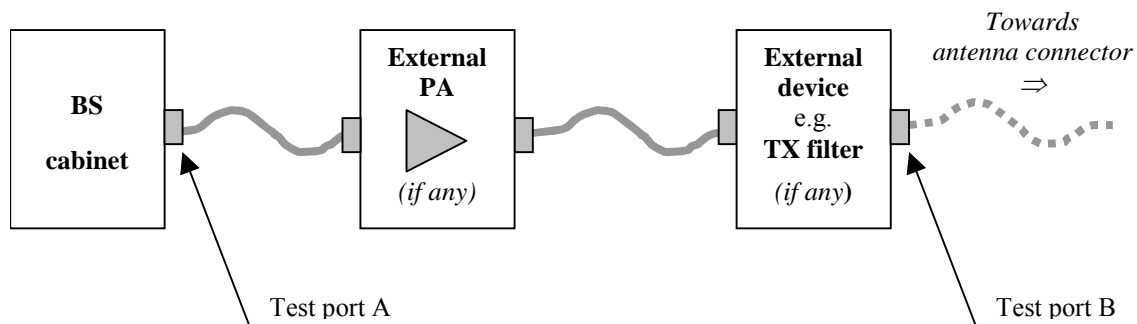 BS
cabinet
External
PA
(if any)
External
device
e.g.
TX filter
(if any)
Towards
antenna connector
⇒
Test port A
Test port B